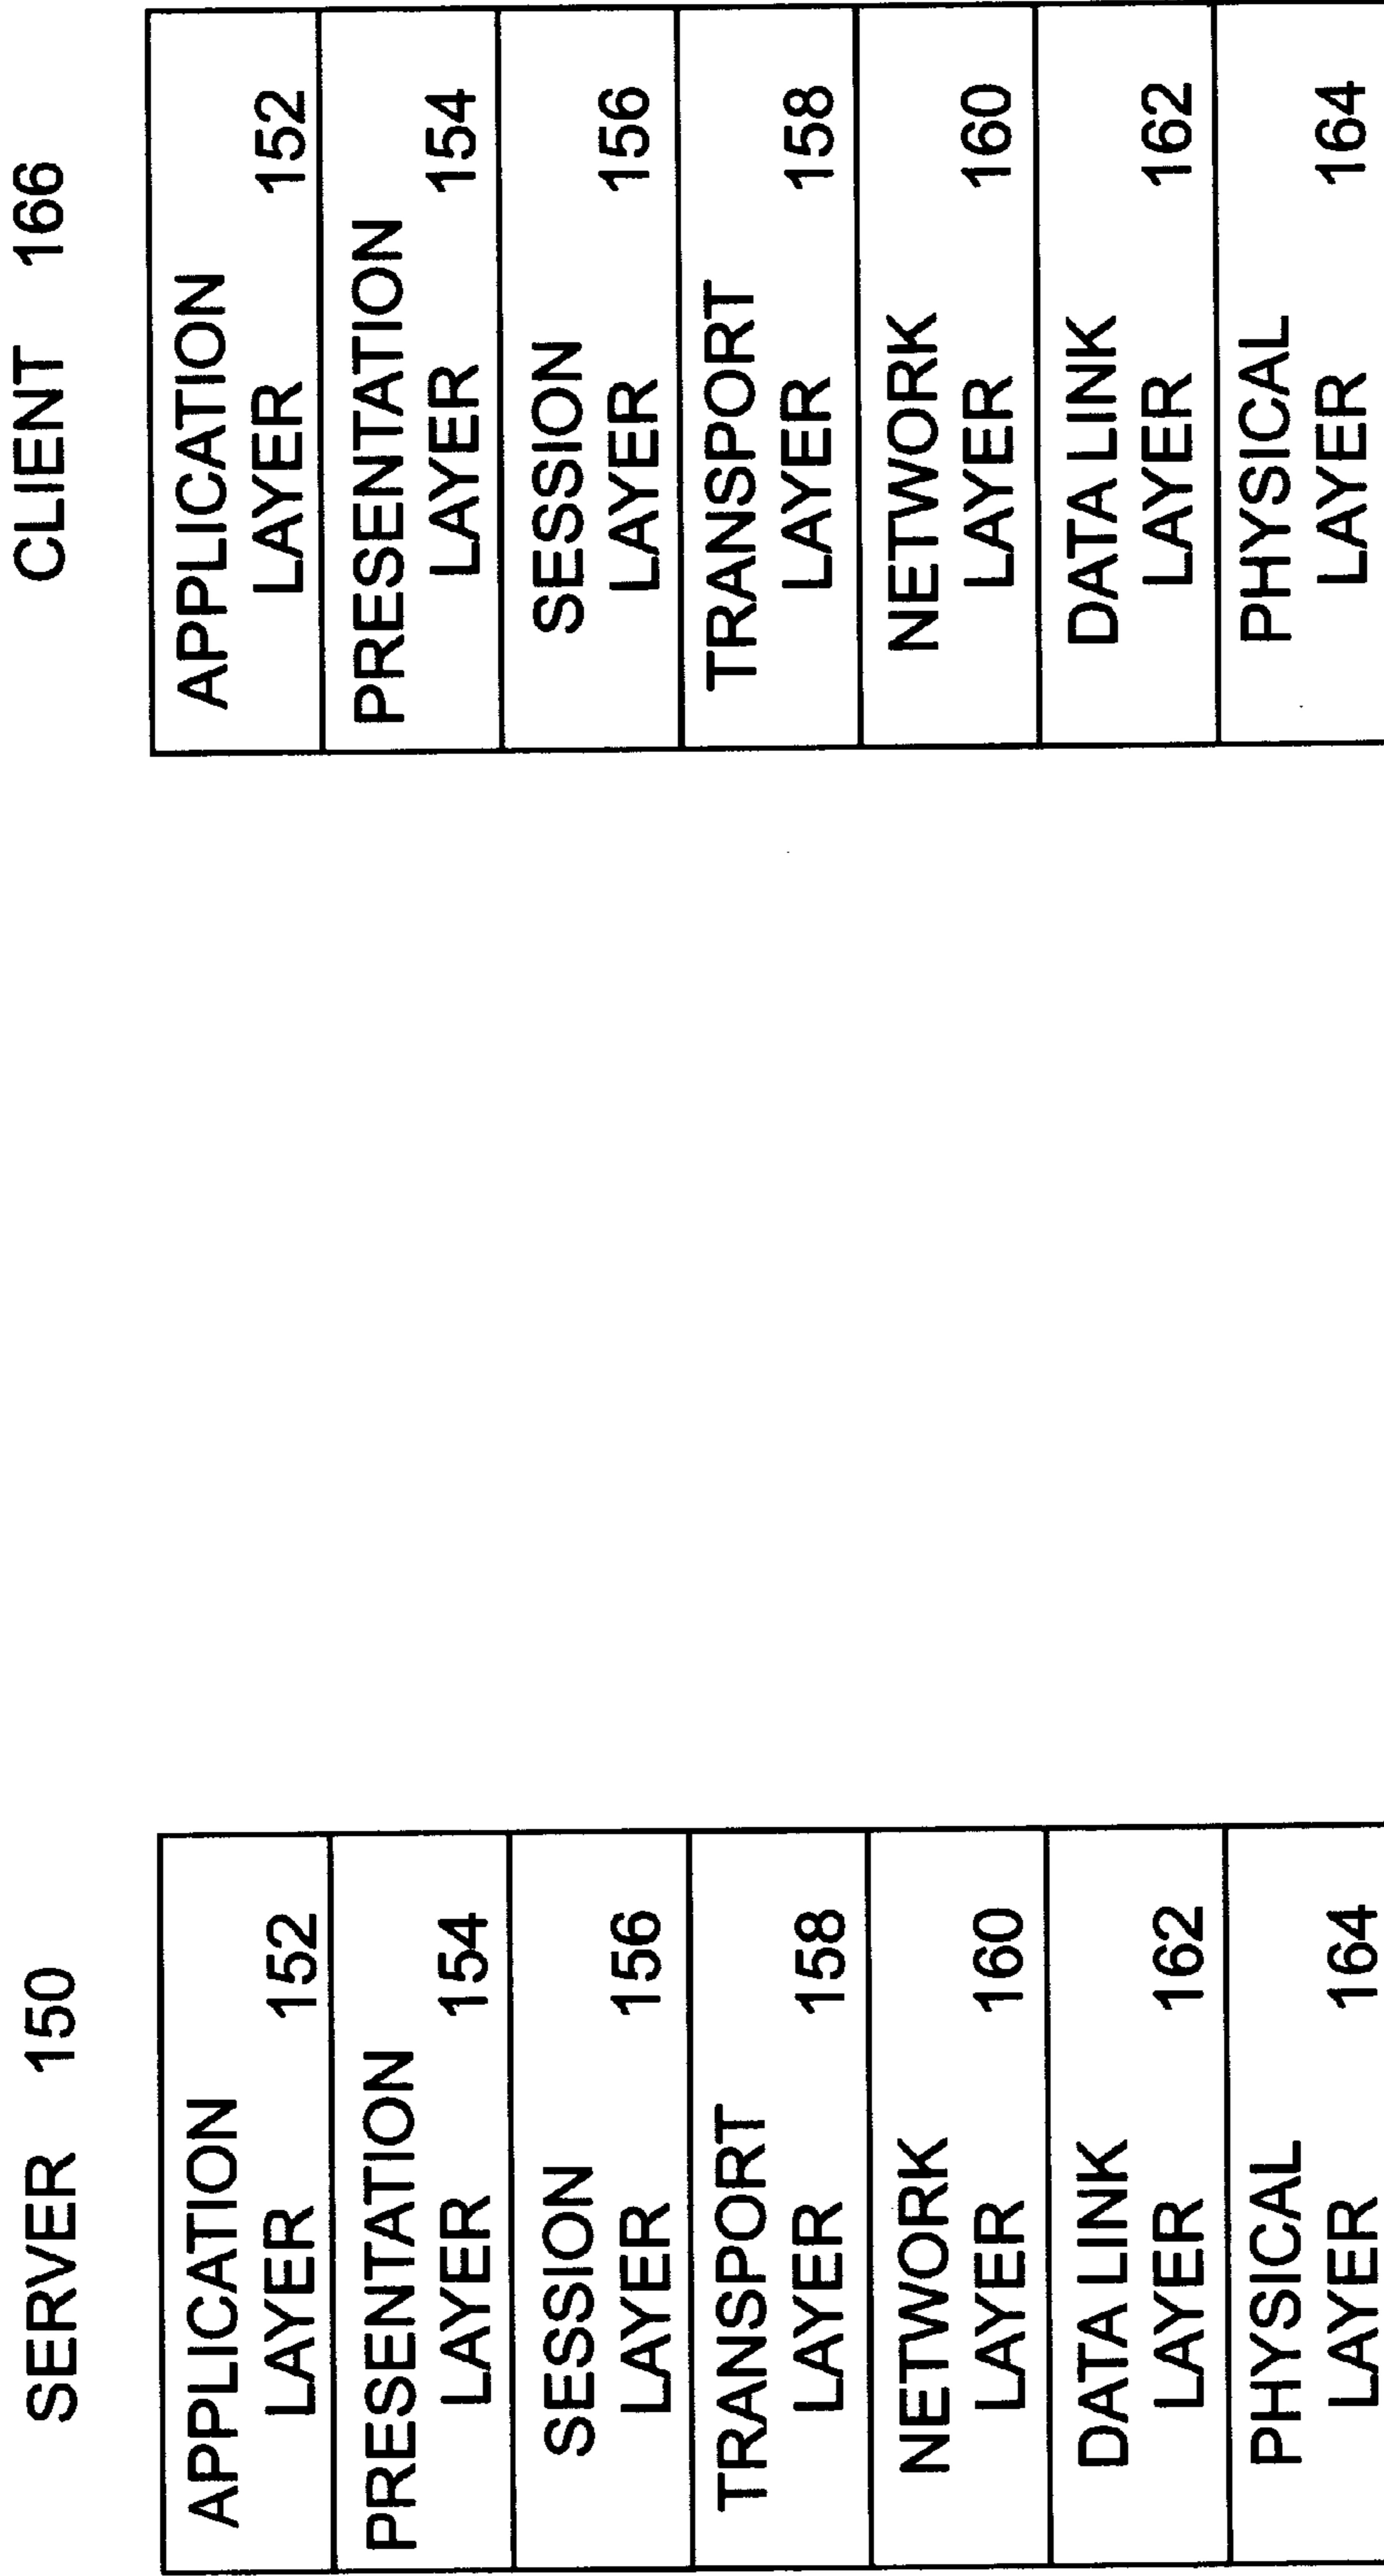 SERVER 150
APPLICATION
LAYER 152
PRESENTATION
LAYER 154
SESSION
LAYER 156
TRANSPORT
LAYER 158
NETWORK
LAYER 160
DATA LINK
LAYER 162
PHYSICAL
LAYER 164
CLIENT 166
APPLICATION
LAYER 152
PRESENTATION
LAYER 154
SESSION
LAYER 156
TRANSPORT
LAYER 158
NETWORK
LAYER 160
DATA LINK
LAYER 162
PHYSICAL
LAYER 164